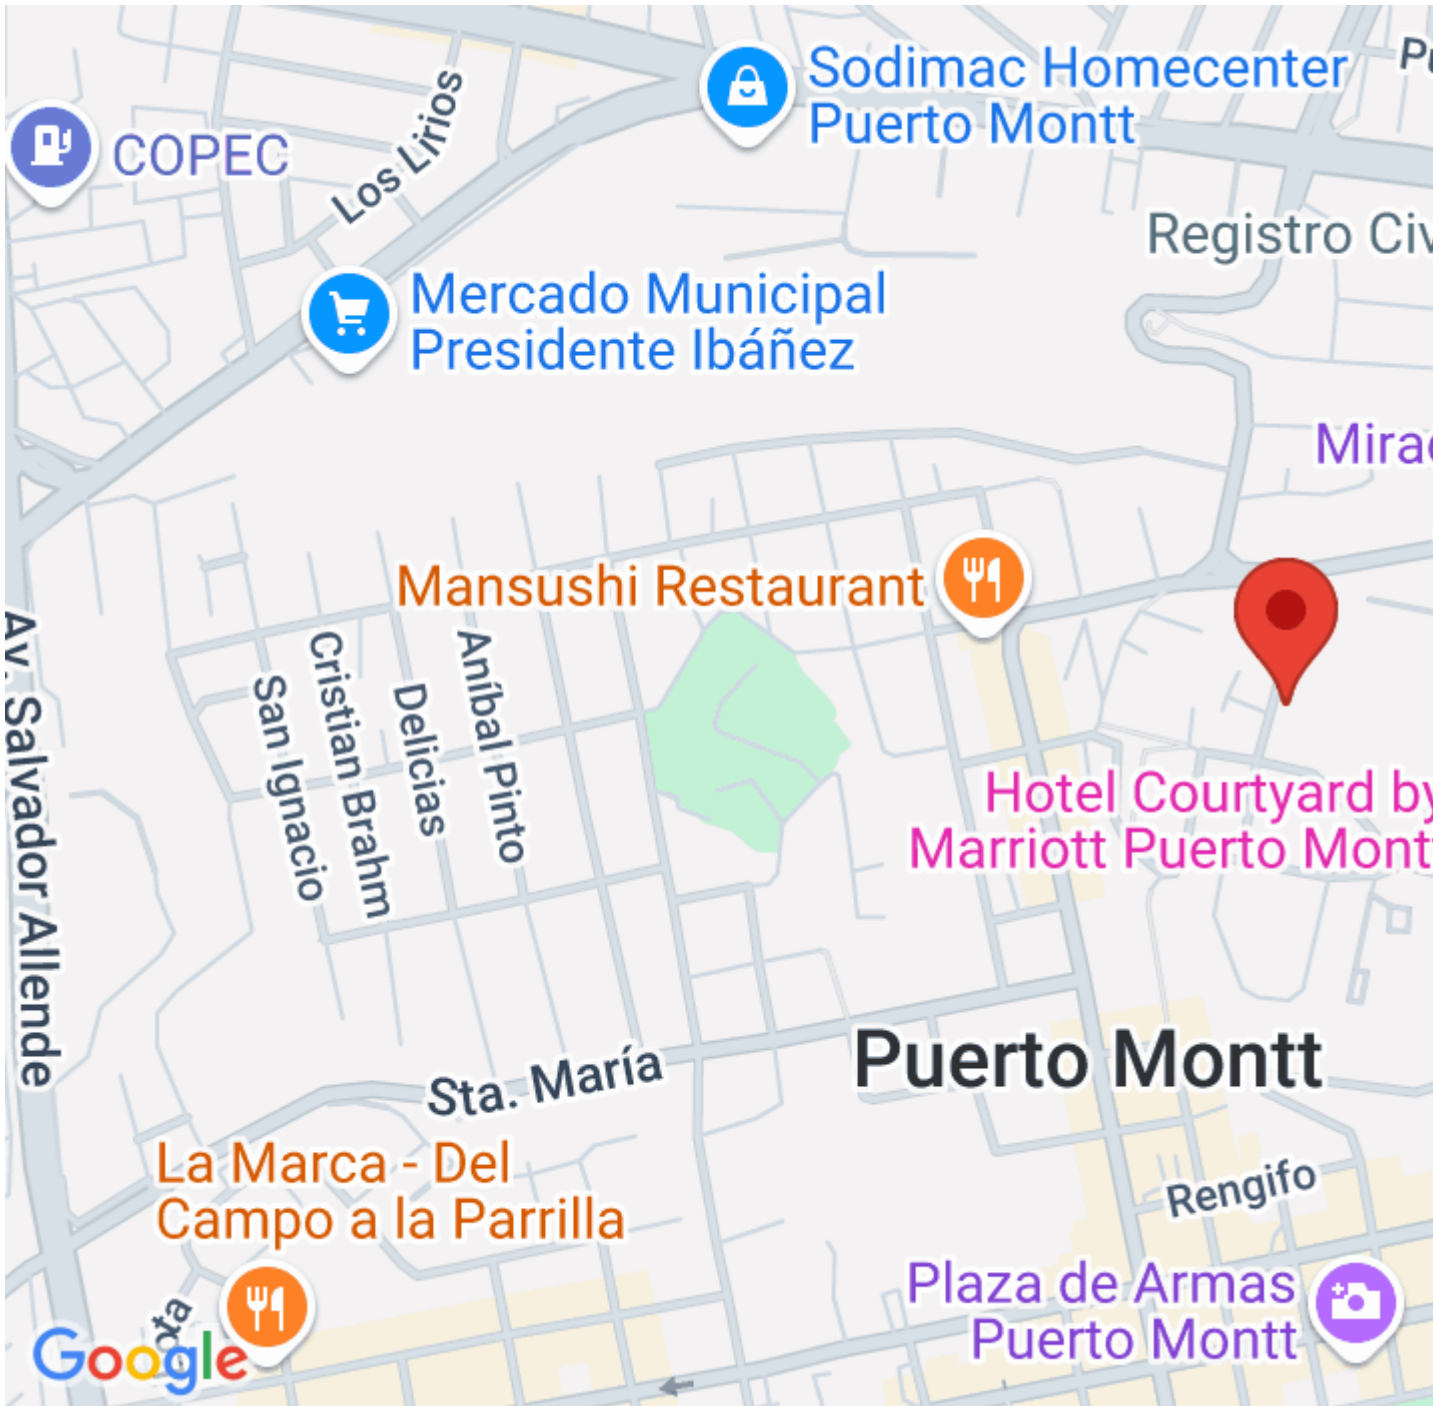 Sodimac Homecenter
Puerto Montt
COPEC
Los Lirios
Registro Civ
Mercado Municipal
Presidente Ibáñez
Mirad
Mansushi Restaurant
Av. Salvador Allende
San Ignacio
Cristian Brahm
Delicias
Aníbal Pinto
Hotel Courtyard by
Marriott Puerto Montt
Puerto Montt
Sta. María
La Marca - Del
Campo a la Parrilla
Rengifo
Plaza de Armas
Puerto Montt
Google